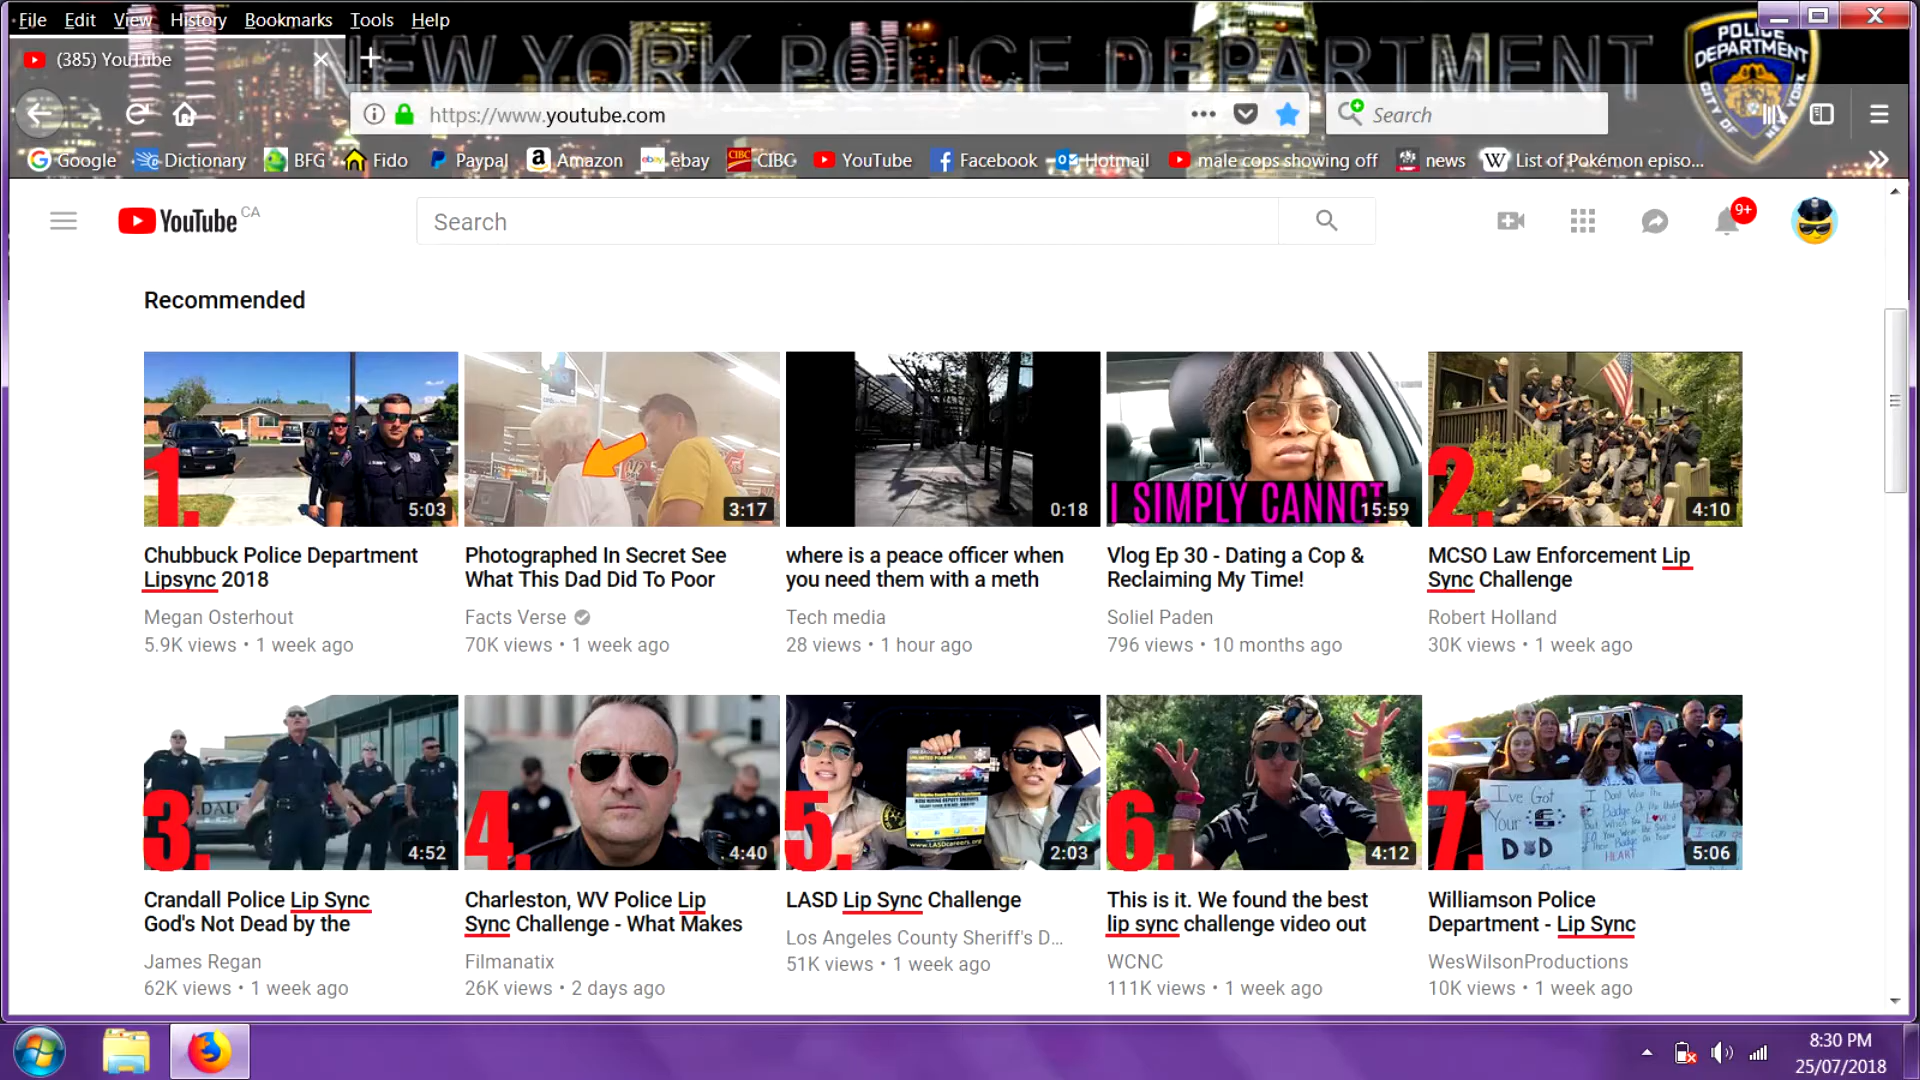 File Edit View History Bookmarks Tools Help
NEW YORK POLICE DEPARTMENT
POLICE DEPARTMENT CITY OF NEW YORK
(385) YouTube
https://www.youtube.com
Search
Google Dictionary BFG Fido Paypal Amazon ebay CIBC YouTube Facebook Hotmail male cops showing off news List of Pokémon episo...
YouTube CA
Search
9+
Recommended
1. 5:03
3:17
0:18
I SIMPLY CANNOT 15:59
2. 4:10
Chubbuck Police Department
Lipsync 2018
Megan Osterhout
5.9K views • 1 week ago
Photographed In Secret See
What This Dad Did To Poor
Facts Verse
70K views • 1 week ago
where is a peace officer when
you need them with a meth
Tech media
28 views • 1 hour ago
Vlog Ep 30 - Dating a Cop &
Reclaiming My Time!
Soliel Paden
796 views • 10 months ago
MCSO Law Enforcement Lip
Sync Challenge
Robert Holland
30K views • 1 week ago
3. 4:52
4. 4:40
5. 2:03
www.LASDcareers.org
6. 4:12
7. 5:06
I've Got
Your
DAD
HEART
Crandall Police Lip Sync
God's Not Dead by the
James Regan
62K views • 1 week ago
Charleston, WV Police Lip
Sync Challenge - What Makes
Filmanatix
26K views • 2 days ago
LASD Lip Sync Challenge
Los Angeles County Sheriff's D...
51K views • 1 week ago
This is it. We found the best
lip sync challenge video out
WCNC
111K views • 1 week ago
Williamson Police
Department - Lip Sync
WesWilsonProductions
10K views • 1 week ago
8:30 PM
25/07/2018